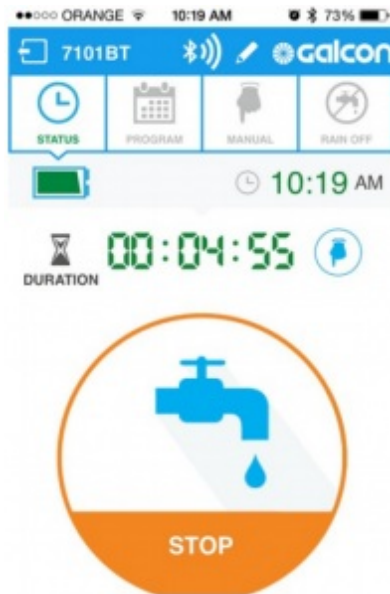 ORANGE 10:19 AM 73%
7101BT GALCON
STATUS PROGRAM MANUAL RAIN OFF
10:19 AM
00:04:55
DURATION
STOP